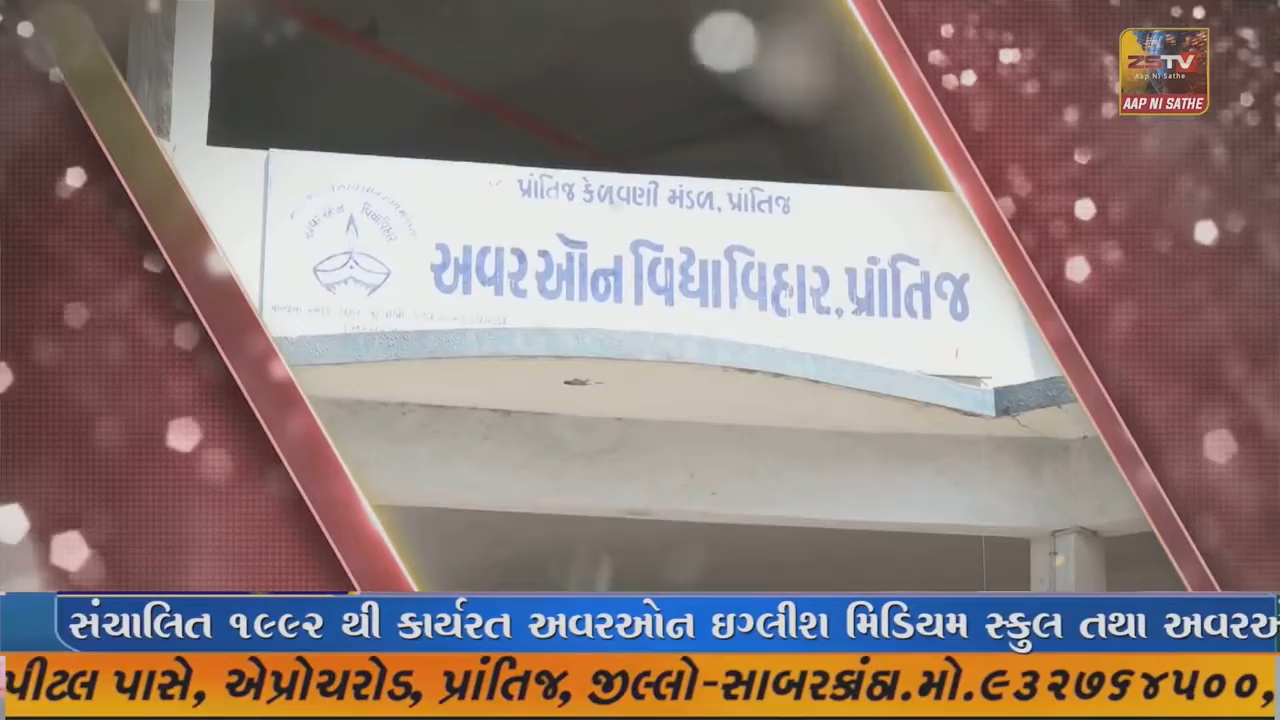 ZSTV
Aap Ni Sathe
AAP NI SATHE
પ્રાંતિજ કેળવણી મંડળ, પ્રાંતિજ
અવર ઑન વિદ્યાવિહાર, પ્રાંતિજ
સંચાલિત ૧૯૯૨ થી કાર્યરત અવરઓન ઇગ્લીશ મિડિયમ સ્કુલ તથા અવરઅ
પીટલ પાસે, એપ્રોચરોડ, પ્રાંતિજ, જીલ્લો-સાબરકાંઠા.મો.૯૩૨૭૬૪૫૦૦,